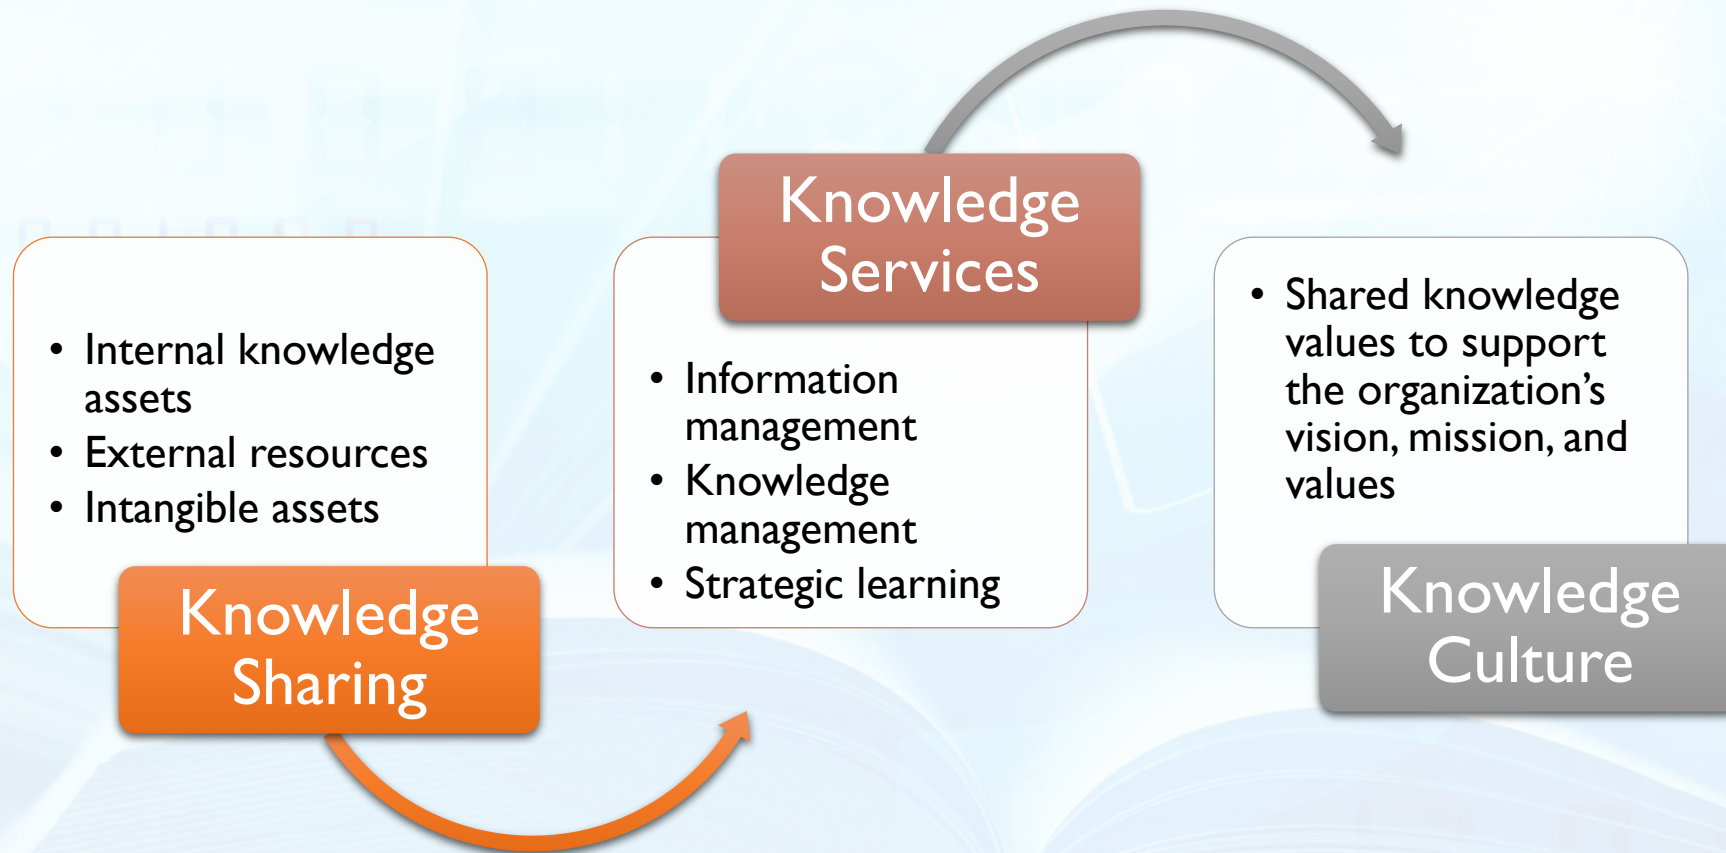 • Internal knowledge
assets
• External resources
• Intangible assets
Knowledge
Sharing
Knowledge
Services
• Information
management
• Knowledge
management
• Strategic learning
• Shared knowledge
values to support
the organization’s
vision, mission, and
values
Knowledge
Culture